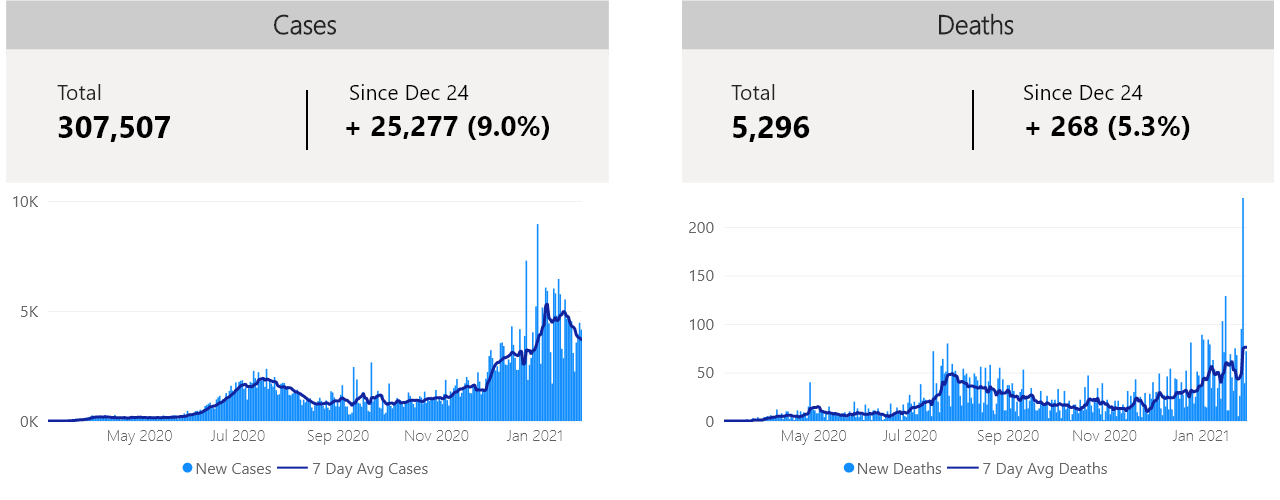 Cases
Total
307,507
Since Dec 24
+ 25,277 (9.0%)
10K
5K
0K
May 2020 Jul 2020 Sep 2020 Nov 2020 Jan 2021
New Cases 7 Day Avg Cases
Deaths
Total
5,296
Since Dec 24
+ 268 (5.3%)
200
150
100
50
0
May 2020 Jul 2020 Sep 2020 Nov 2020 Jan 2021
New Deaths 7 Day Avg Deaths